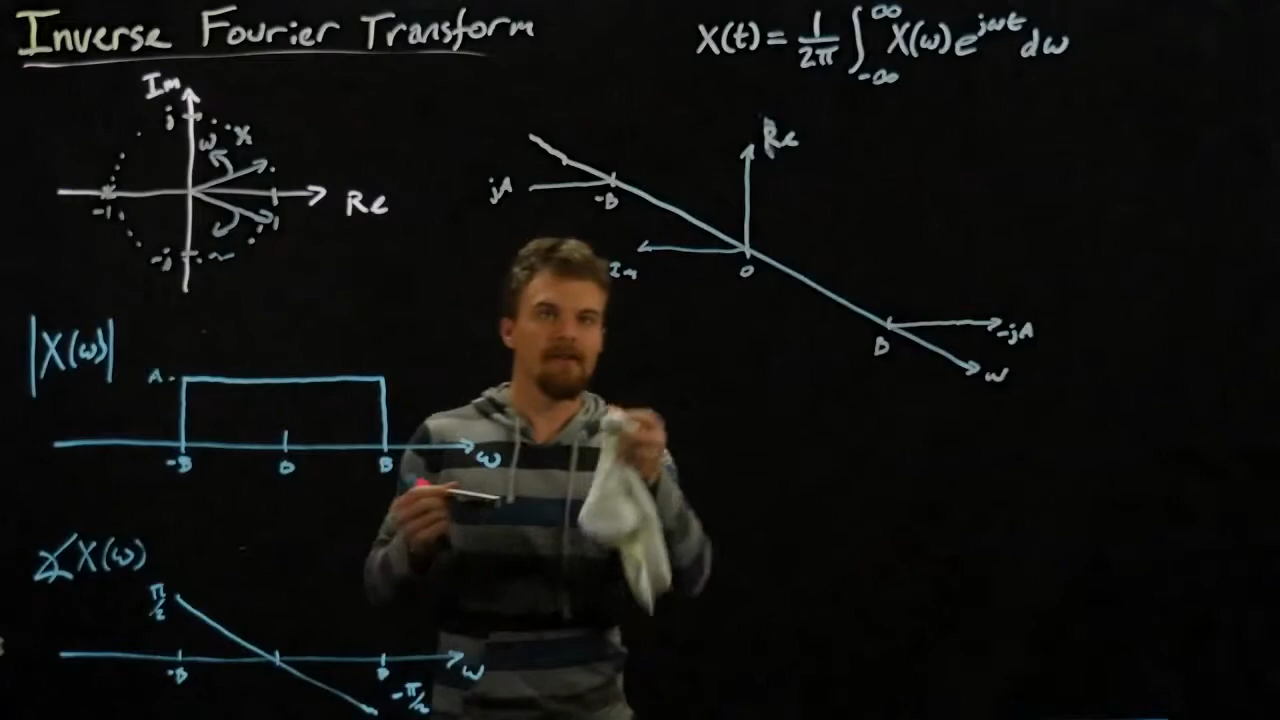 Inverse Fourier Transform
X(t) = 1/2π ∫_{-∞}^{∞} X(ω) e^{jωt} dω
Im
j
ω
-1
1
Re
-j
Re
jA
-B
Im
0
B
-jA
ω
|X(ω)|
A
-B
0
B
ω
∡X(ω)
π/2
-B
B
ω
-π/2